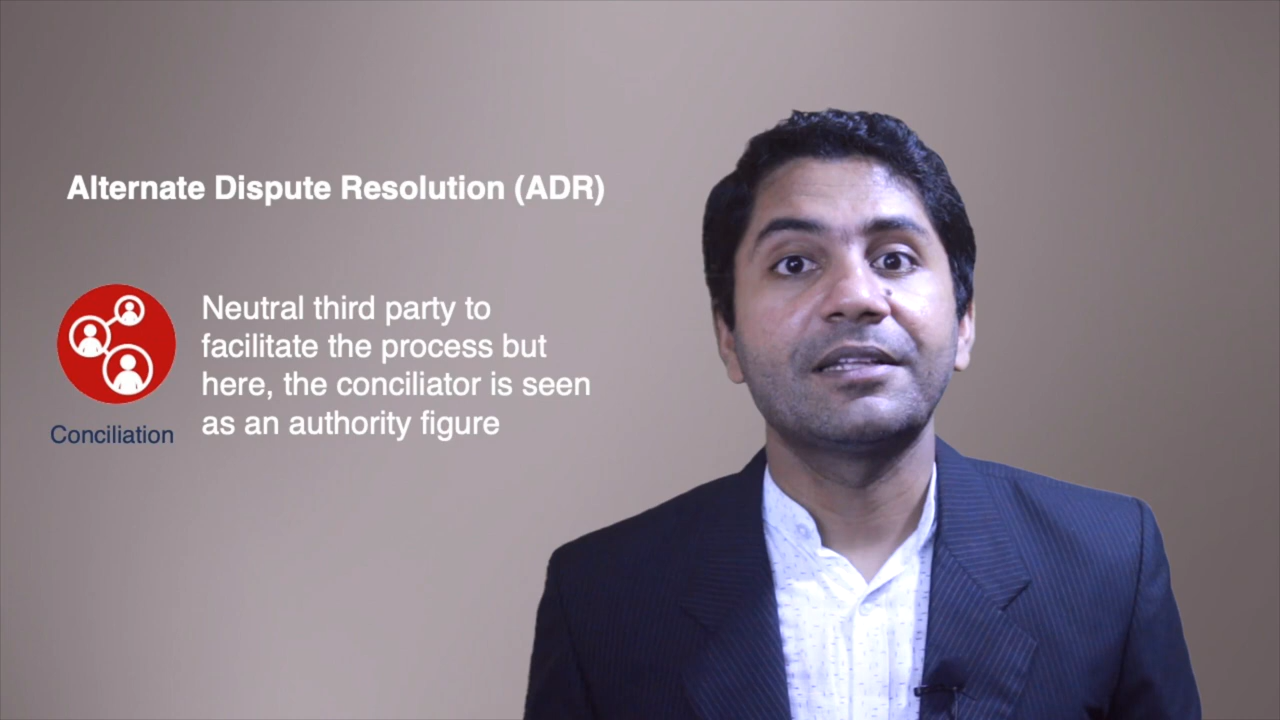 Alternate Dispute Resolution (ADR)
Neutral third party to
facilitate the process but
here, the conciliator is seen
as an authority figure
Conciliation